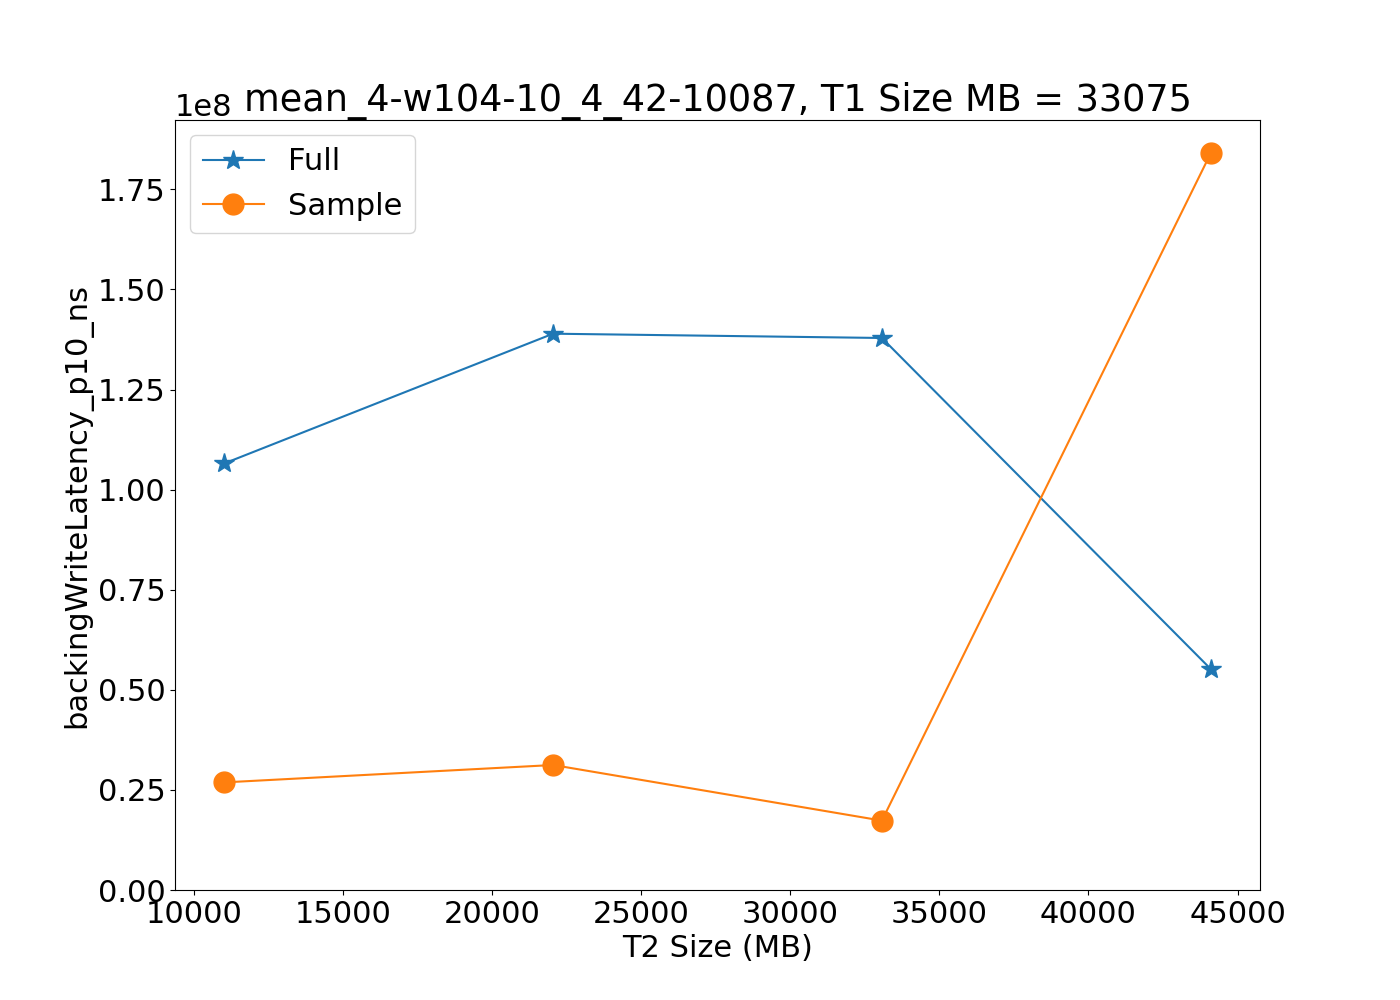 1e8
mean_4-w104-10_4_42-10087, T1 Size MB = 33075
Full
Sample
backingWriteLatency_p10_ns
1.75
1.50
1.25
1.00
0.75
0.50
0.25
0.00
10000 15000 20000 25000 30000 35000 40000 45000
T2 Size (MB)